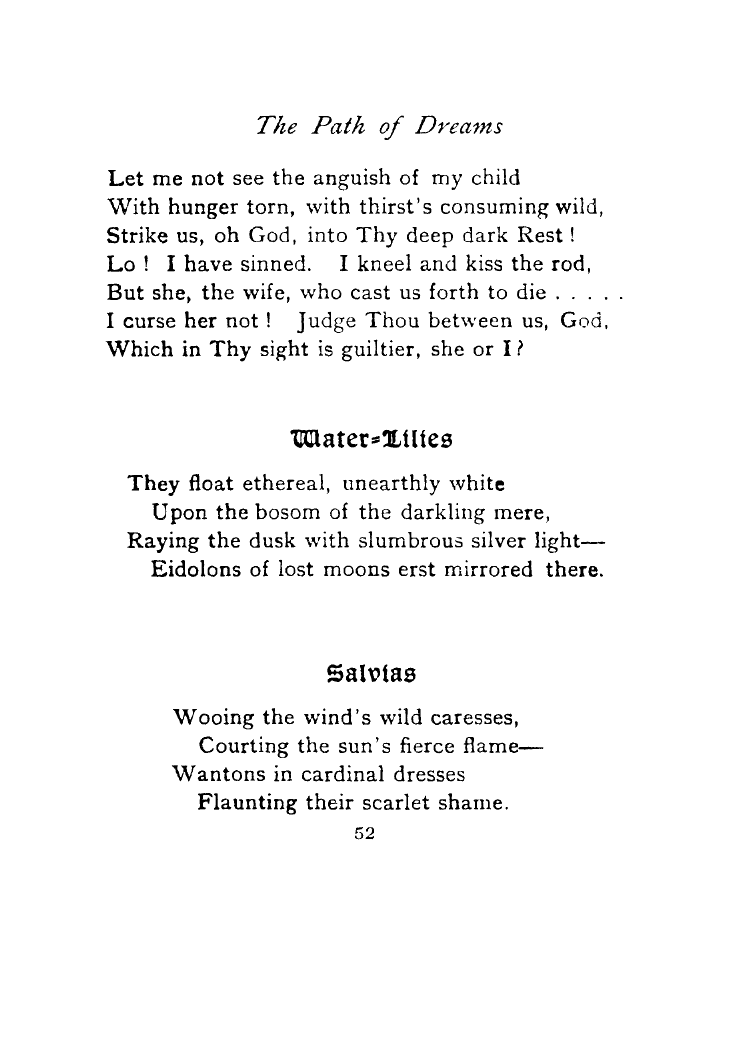 The Path of Dreams
Let me not see the anguish of my child
With hunger torn, with thirst's consuming wild,
Strike us, oh God, into Thy deep dark Rest !
Lo ! I have sinned. I kneel and kiss the rod,
But she, the wife, who cast us forth to die . . . . .
I curse her not ! Judge Thou between us, God,
Which in Thy sight is guiltier, she or I ?
Water-Lilies
They float ethereal, unearthly white
Upon the bosom of the darkling mere,
Raying the dusk with slumbrous silver light—
Eidolons of lost moons erst mirrored there.
Salvias
Wooing the wind's wild caresses,
Courting the sun's fierce flame—
Wantons in cardinal dresses
Flaunting their scarlet shame.
52